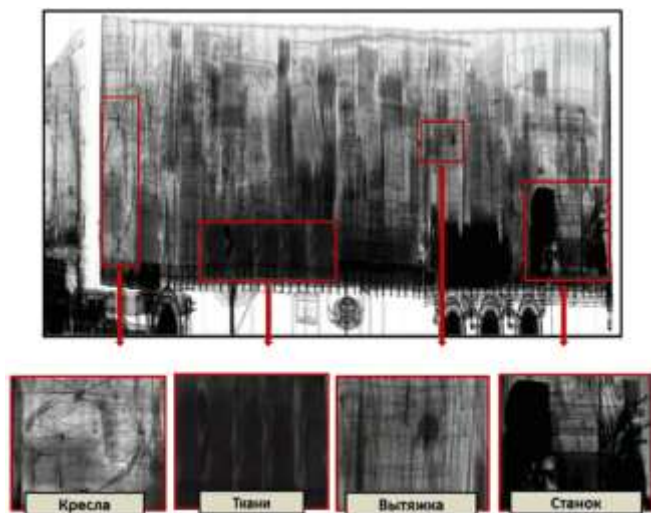 Кресла
Ткани
Вытяжка
Станок